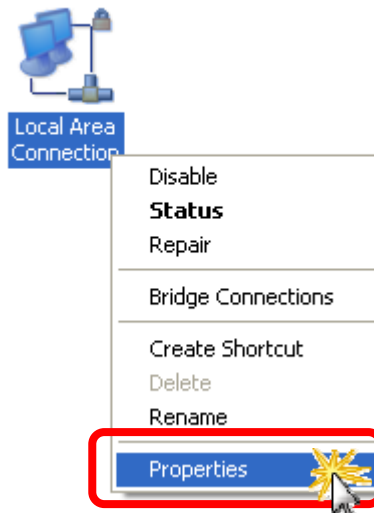 Local Area
Connection
Disable
Status
Repair
Bridge Connections
Create Shortcut
Delete
Rename
Properties